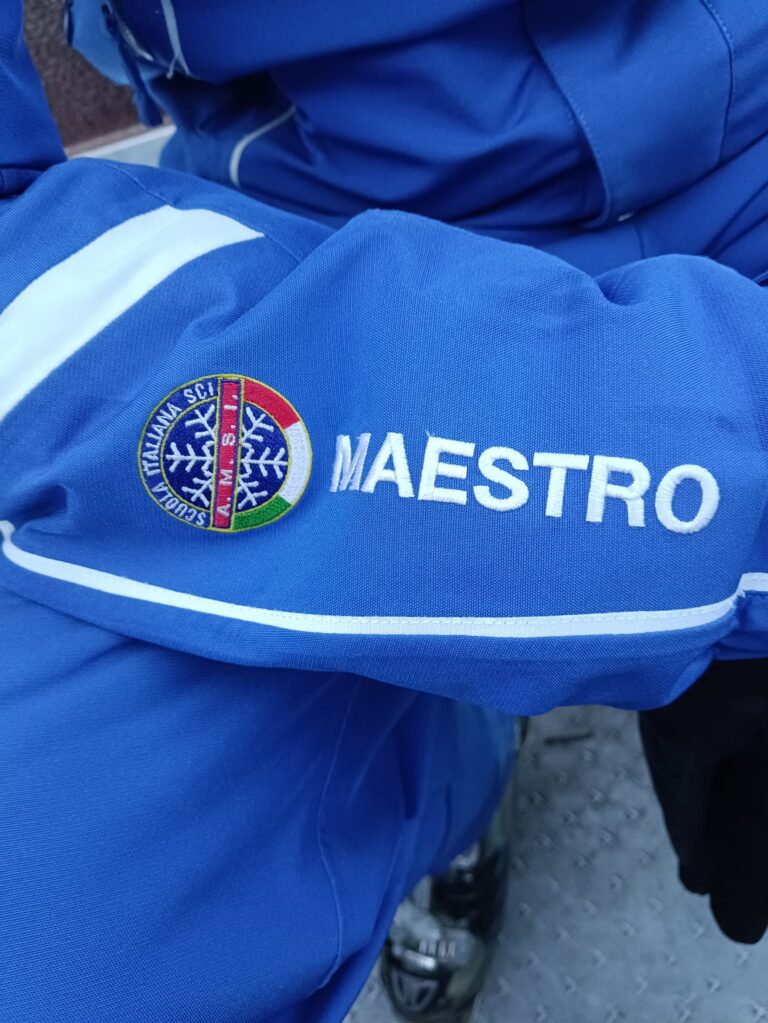 SCUOLA ITALIANA SCI
A. M. S. I.
MAESTRO